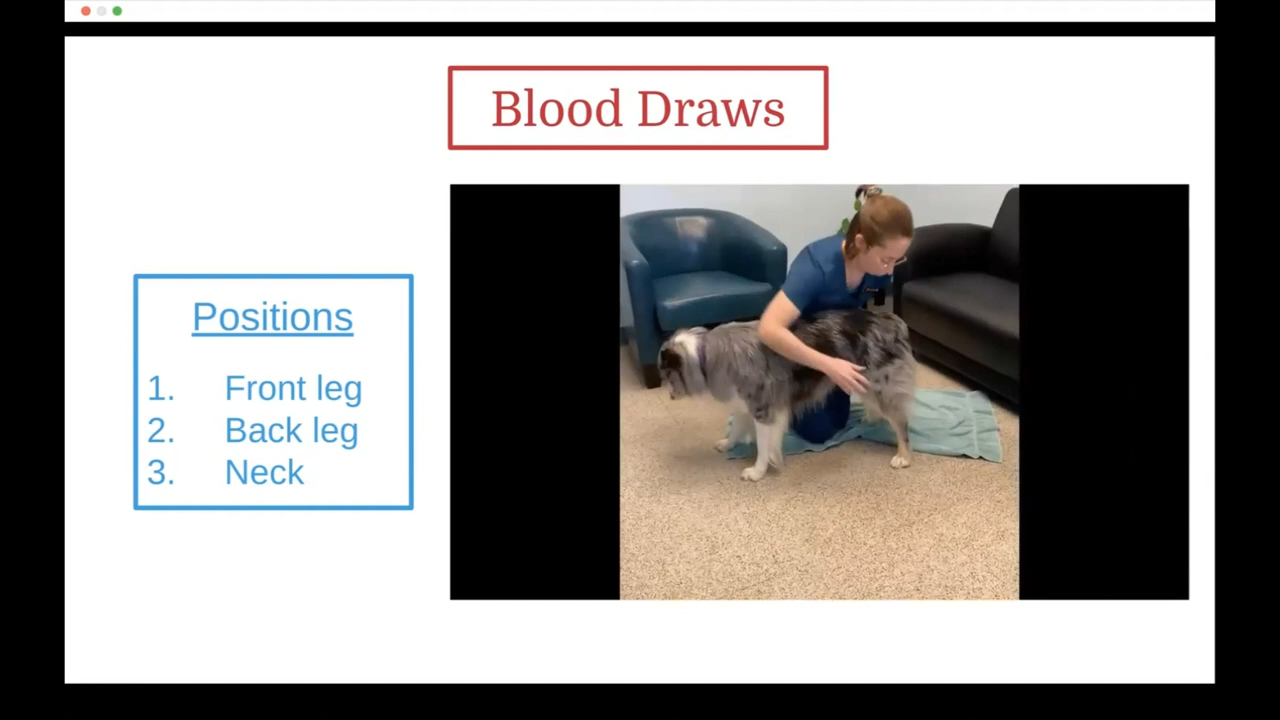 Blood Draws
Positions
1. Front leg
2. Back leg
3. Neck